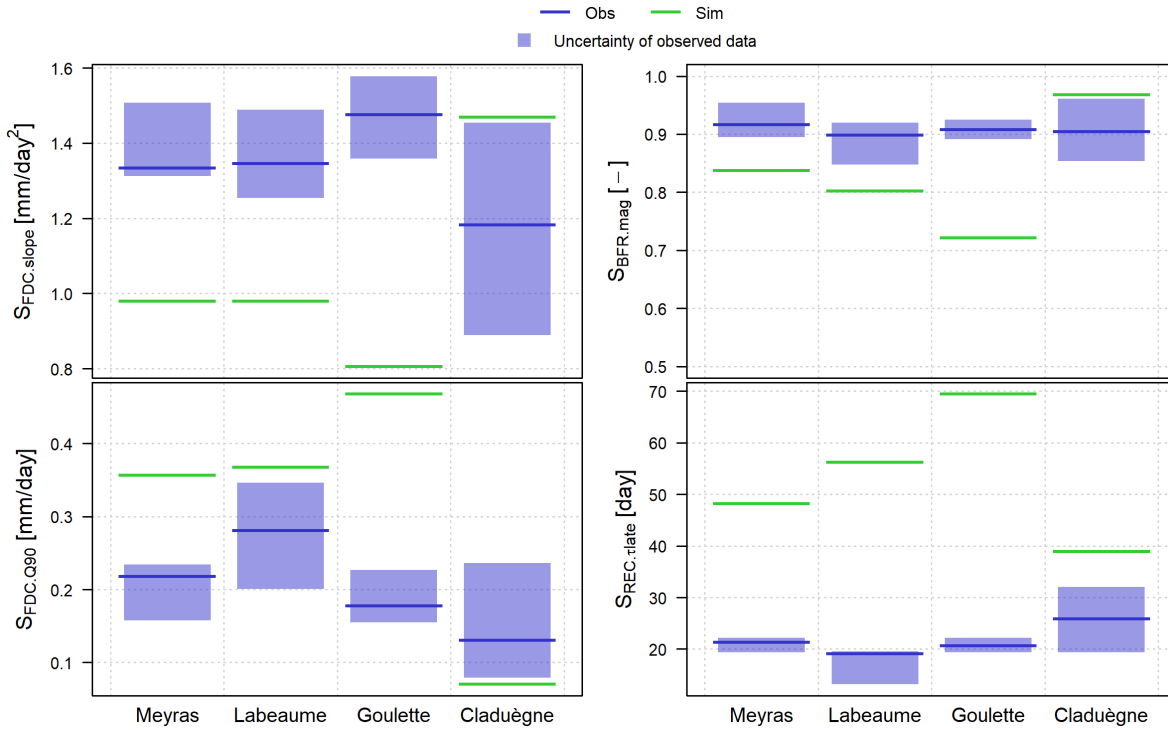 Obs Sim
Uncertainty of observed data
S_FDC.slope [mm/day²]
1.6
1.4
1.2
1.0
0.8
S_BFR.mag [−]
1.0
0.9
0.8
0.7
0.6
0.5
S_FDC.Q90 [mm/day]
0.4
0.3
0.2
0.1
Meyras Labeaume Goulette Claduègne
S_REC.τlate [day]
70
60
50
40
30
20
Meyras Labeaume Goulette Claduègne